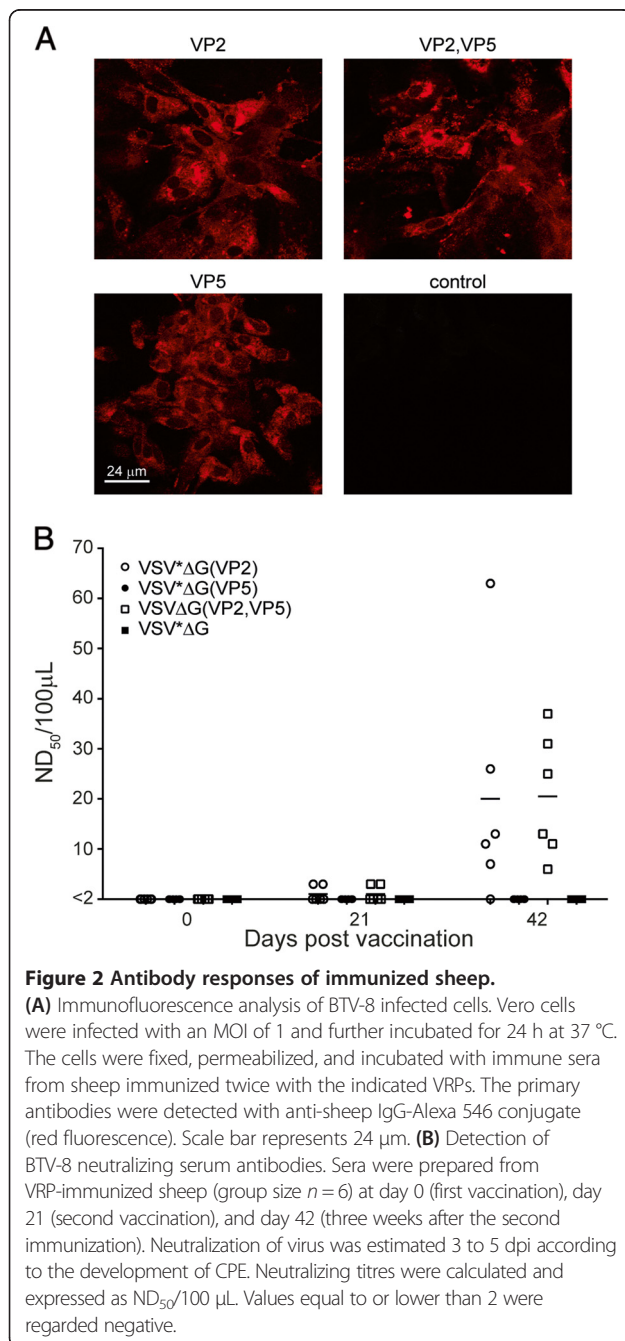 A
VP2
VP2,VP5
VP5
control
24 μm
B
70
60
50
40
30
20
10
<2
ND₅₀/100μL
VSV*ΔG(VP2)
VSV*ΔG(VP5)
VSVΔG(VP2,VP5)
VSV*ΔG
0
21
42
Days post vaccination
Figure 2 Antibody responses of immunized sheep.
(A) Immunofluorescence analysis of BTV-8 infected cells. Vero cells
were infected with an MOI of 1 and further incubated for 24 h at 37 °C.
The cells were fixed, permeabilized, and incubated with immune sera
from sheep immunized twice with the indicated VRPs. The primary
antibodies were detected with anti-sheep IgG-Alexa 546 conjugate
(red fluorescence). Scale bar represents 24 μm. (B) Detection of
BTV-8 neutralizing serum antibodies. Sera were prepared from
VRP-immunized sheep (group size n = 6) at day 0 (first vaccination), day
21 (second vaccination), and day 42 (three weeks after the second
immunization). Neutralization of virus was estimated 3 to 5 dpi according
to the development of CPE. Neutralizing titres were calculated and
expressed as ND₅₀/100 μL. Values equal to or lower than 2 were
regarded negative.